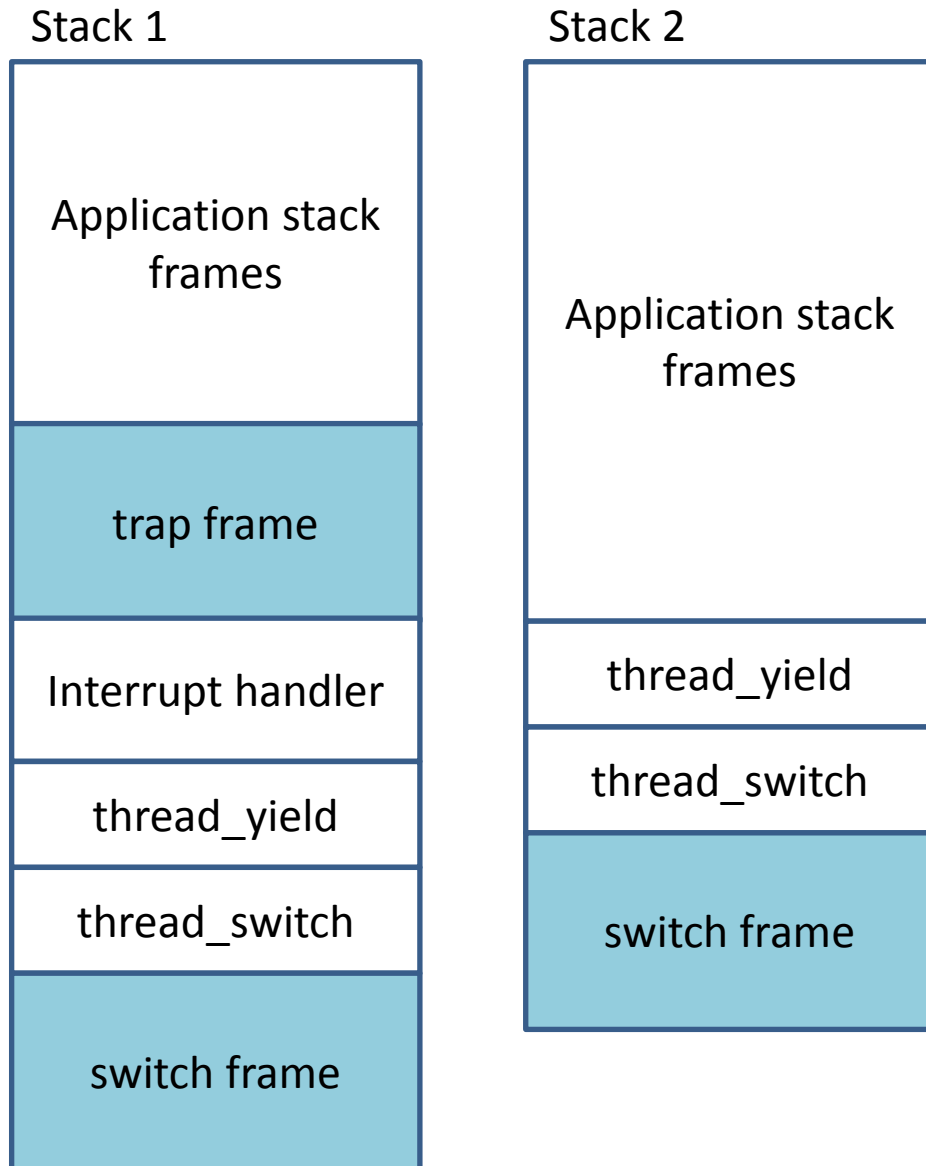 Stack 1
Application stack
frames
trap frame
Interrupt handler
thread_yield
thread_switch
switch frame
Stack 2
Application stack
frames
thread_yield
thread_switch
switch frame